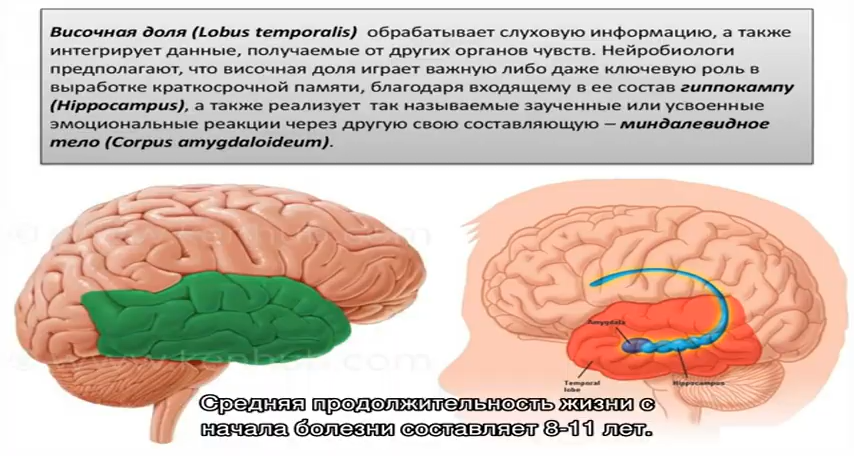 Височная доля (Lobus temporalis) обрабатывает слуховую информацию, а также
интегрирует данные, получаемые от других органов чувств. Нейробиологи
предполагают, что височная доля играет важную либо даже ключевую роль в
выработке краткосрочной памяти, благодаря входящему в ее состав гиппокампу
(Hippocampus), а также реализует так называемые заученные или усвоенные
эмоциональные реакции через другую свою составляющую – миндалевидное
тело (Corpus amygdaloideum).
Amygdala
Temporal
lobe
Hippocampus
Средняя продолжительность жизни с
начала болезни составляет 8-11 лет.